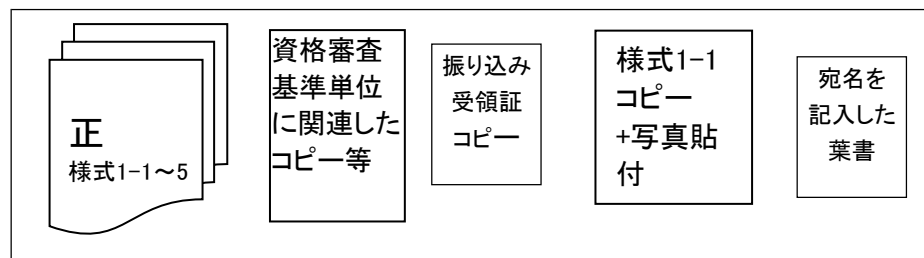 正
様式1-1～5
資格審査
基準単位
に関連した
コピー等
振り込み
受領証
コピー
様式1-1
コピー
+写真貼
付
宛名を
記入した
葉書